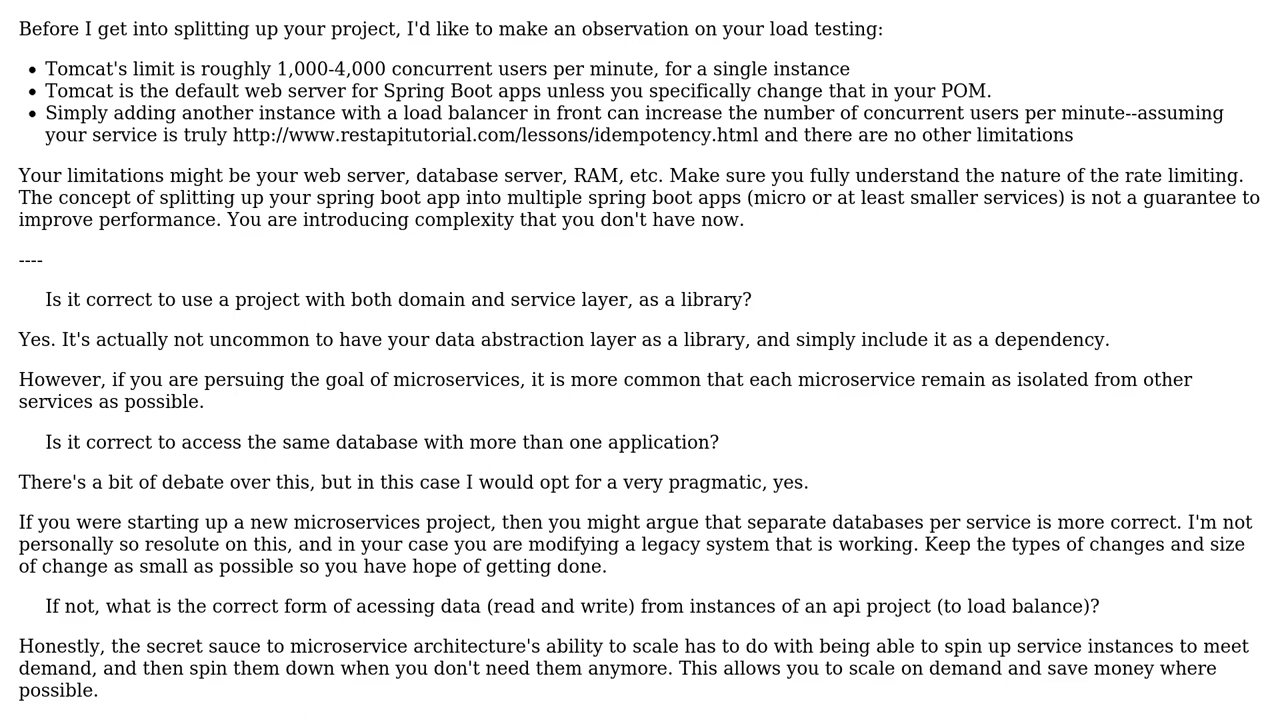 Before I get into splitting up your project, I'd like to make an observation on your load testing:
• Tomcat's limit is roughly 1,000-4,000 concurrent users per minute, for a single instance
• Tomcat is the default web server for Spring Boot apps unless you specifically change that in your POM.
• Simply adding another instance with a load balancer in front can increase the number of concurrent users per minute--assuming
your service is truly http://www.restapitutorial.com/lessons/idempotency.html and there are no other limitations
Your limitations might be your web server, database server, RAM, etc. Make sure you fully understand the nature of the rate limiting.
The concept of splitting up your spring boot app into multiple spring boot apps (micro or at least smaller services) is not a guarantee to
improve performance. You are introducing complexity that you don't have now.
----
Is it correct to use a project with both domain and service layer, as a library?
Yes. It's actually not uncommon to have your data abstraction layer as a library, and simply include it as a dependency.
However, if you are persuing the goal of microservices, it is more common that each microservice remain as isolated from other
services as possible.
Is it correct to access the same database with more than one application?
There's a bit of debate over this, but in this case I would opt for a very pragmatic, yes.
If you were starting up a new microservices project, then you might argue that separate databases per service is more correct. I'm not
personally so resolute on this, and in your case you are modifying a legacy system that is working. Keep the types of changes and size
of change as small as possible so you have hope of getting done.
If not, what is the correct form of acessing data (read and write) from instances of an api project (to load balance)?
Honestly, the secret sauce to microservice architecture's ability to scale has to do with being able to spin up service instances to meet
demand, and then spin them down when you don't need them anymore. This allows you to scale on demand and save money where
possible.